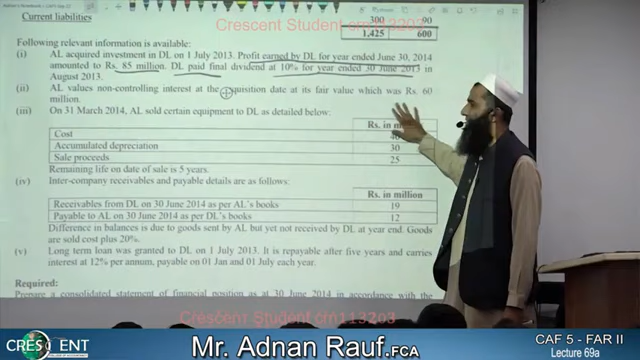 Adnan's Notebook 1 CAF5 Sep 22
Current liabilities
300 90
1,425 600
Crescent Student crn113203
Following relevant information is available:
(i) AL acquired investment in DL on 1 July 2013. Profit earned by DL for year ended June 30, 2014
amounted to Rs. 85 million. DL paid final dividend at 10% for year ended 30 June 2013 in
August 2013.
(ii) AL values non-controlling interest at its acquisition date at its fair value which was Rs. 60
million.
(iii) On 31 March 2014, AL sold certain equipment to DL as detailed below:
Rs. in
Cost 40
Accumulated depreciation 30
Sale proceeds 25
Remaining life on date of sale is 5 years.
(iv) Inter-company receivables and payable details are as follows:
Rs. in million
Receivables from DL on 30 June 2014 as per AL's books 19
Payable to AL on 30 June 2014 as per DL's books 12
Difference in balances is due to goods sent by AL but yet not received by DL at year end. Goods
are sold cost plus 20%.
(v) Long term loan was granted to DL on 1 July 2013. It is repayable after five years and carries
interest at 12% per annum, payable on 01 Jan and 01 July each year.
Required:
Prepare a consolidated statement of financial position as at 30 June 2014 in accordance with the
Crescent Student crn113203
CRESCENT
Mr. Adnan Rauf.FCA
CAF 5 - FAR II
Lecture 69a